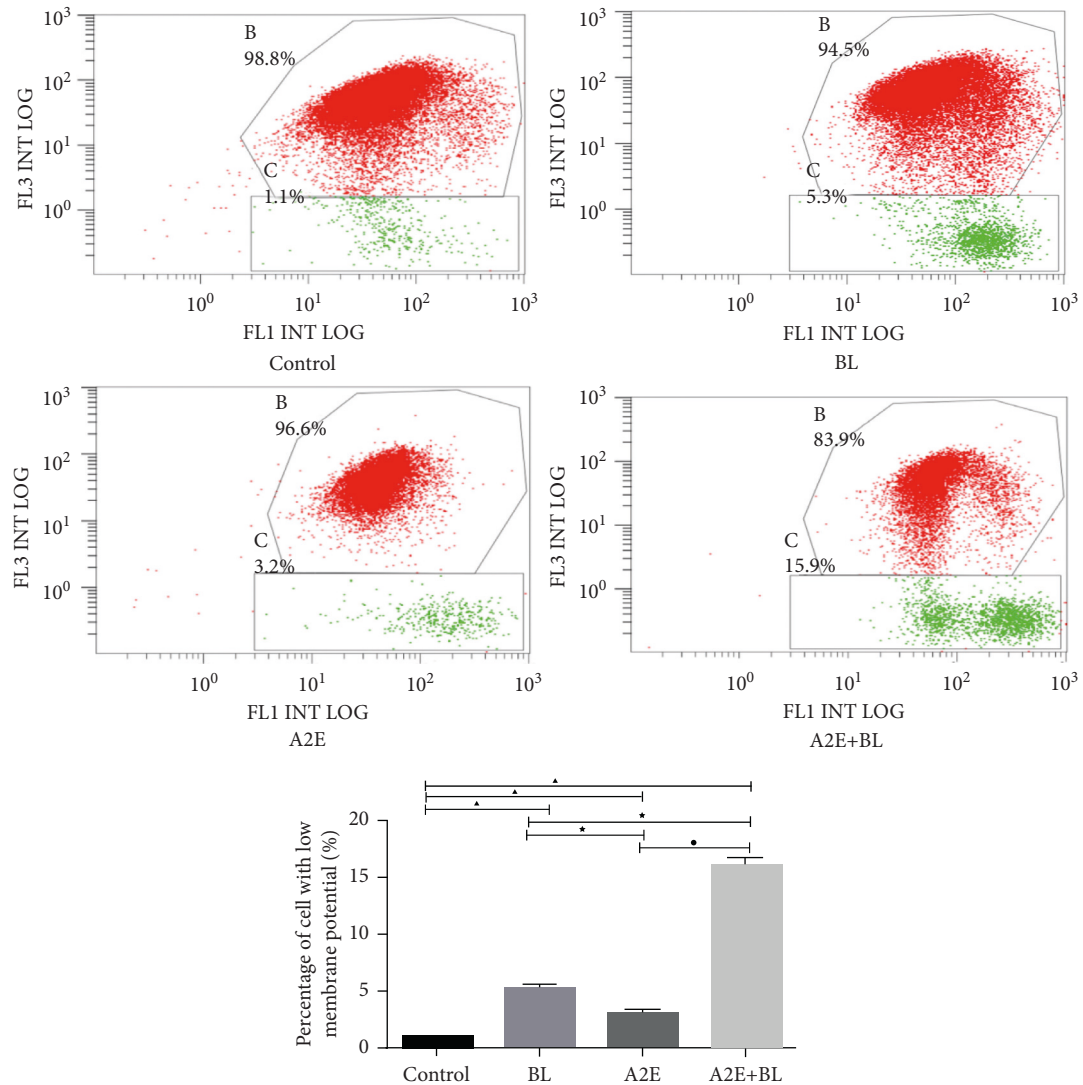 10³
10²
10¹
10⁰
FL3 INT LOG
B
98.8%
C
1.1%
10⁰
10¹
10²
10³
FL1 INT LOG
Control
10³
10²
10¹
10⁰
FL3 INT LOG
B
94.5%
C
5.3%
10⁰
10¹
10²
10³
FL1 INT LOG
BL
10³
10²
10¹
10⁰
FL3 INT LOG
B
96.6%
C
3.2%
10⁰
10¹
10²
10³
FL1 INT LOG
A2E
10³
10²
10¹
10⁰
FL3 INT LOG
B
83.9%
C
15.9%
10⁰
10¹
10²
10³
FL1 INT LOG
A2E+BL
Percentage of cell with low
membrane potential (%)
20
15
10
5
0
Control
BL
A2E
A2E+BL